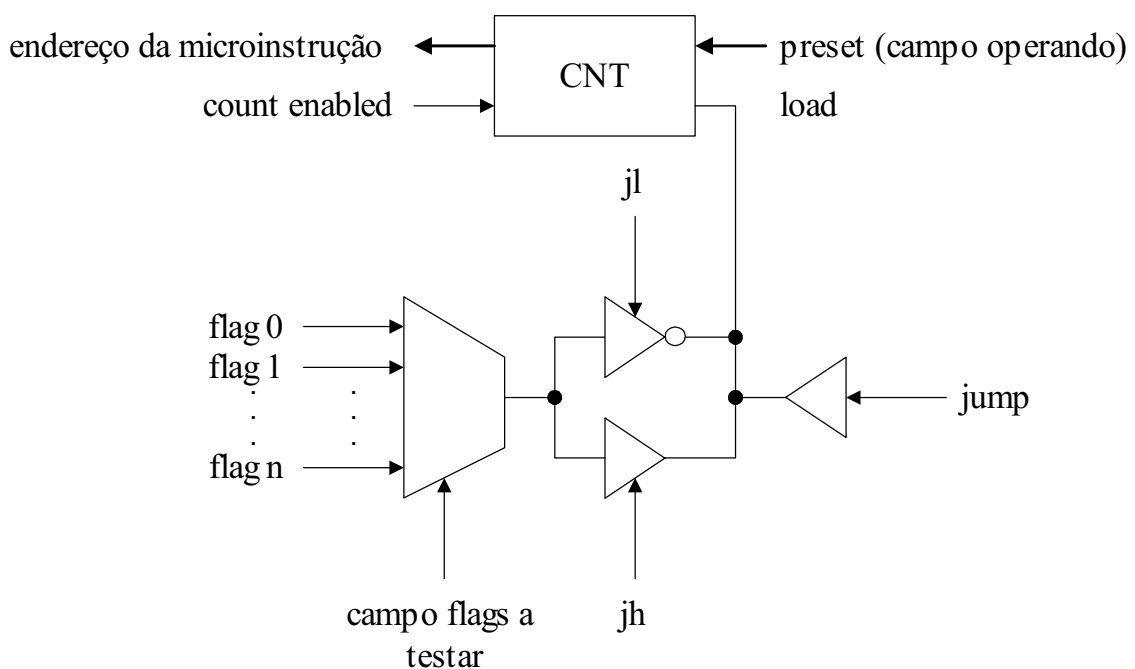 endereço da microinstrução
CNT
preset (campo operando)
count enabled
load
jl
flag 0
flag 1
flag n
jump
campo flags a
testar
jh